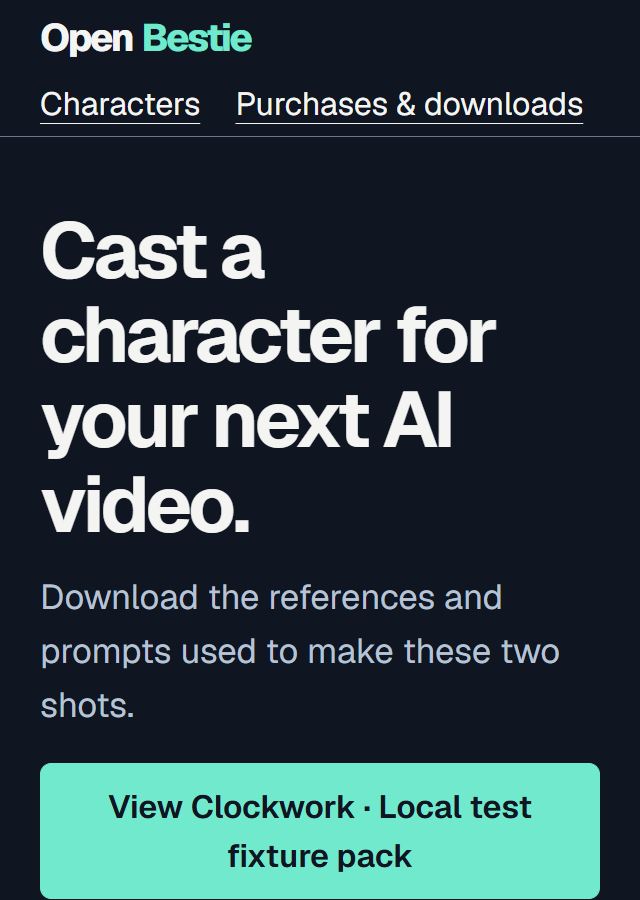 Open Bestie
Characters Purchases & downloads
Cast a
character for
your next AI
video.
Download the references and
prompts used to make these two
shots.
View Clockwork · Local test
fixture pack